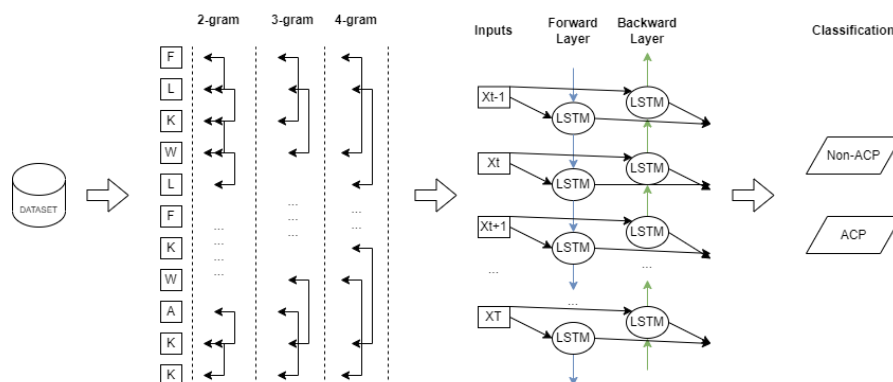 2-gram 3-gram 4-gram
Inputs Forward Layer Backward Layer
Classification
F
L
K
W
L
F
K
W
A
K
K
DATASET
... ... ...
... ... ...
...
...
Xt-1 LSTM LSTM
Xt LSTM LSTM
Xt+1 LSTM LSTM
... ...
...
XT LSTM LSTM
Non-ACP
ACP